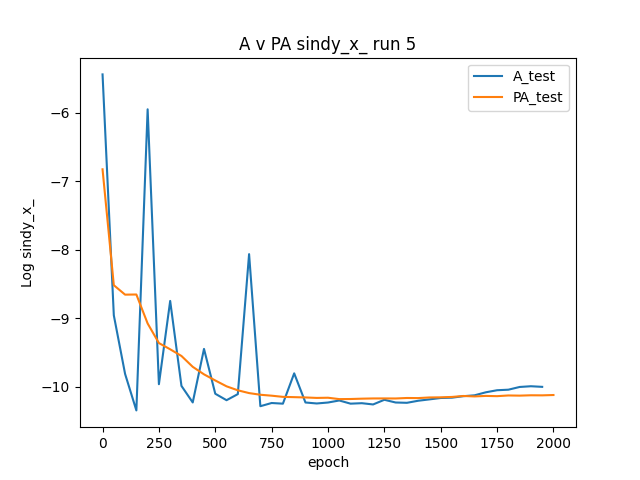 A v PA sindy_x_ run 5
A_test
PA_test
Log sindy_x_
−6
−7
−8
−9
−10
0 250 500 750 1000 1250 1500 1750 2000
epoch